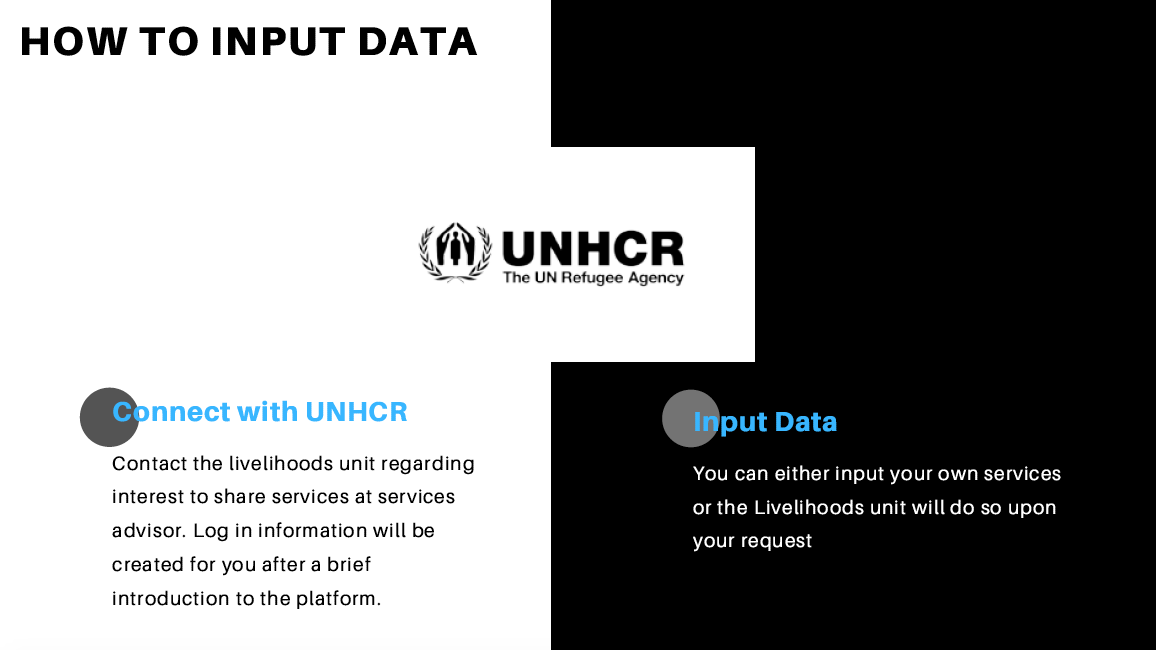 HOW TO INPUT DATA
UNHCR
The UN Refugee Agency
Connect with UNHCR
Contact the livelihoods unit regarding
interest to share services at services
advisor. Log in information will be
created for you after a brief
introduction to the platform.
Input Data
You can either input your own services
or the Livelihoods unit will do so upon
your request